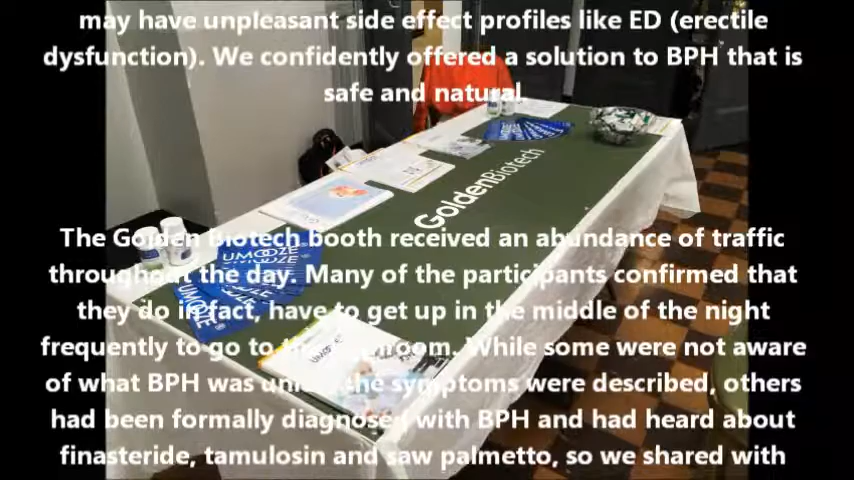 may have unpleasant side effect profiles like ED (erectile
dysfunction). We confidently offered a solution to BPH that is
safe and natural.
GoldenBiotech
The Golden Biotech booth received an abundance of traffic
throughout the day. Many of the participants confirmed that
UMOOZE
they do in fact, have to get up in the middle of the night
UMOOZE
frequently to go to the room. While some were not aware
UMOOZE
of what BPH was until the symptoms were described, others
had been formally diagnosed with BPH and had heard about
finasteride, tamulosin and saw palmetto, so we shared with